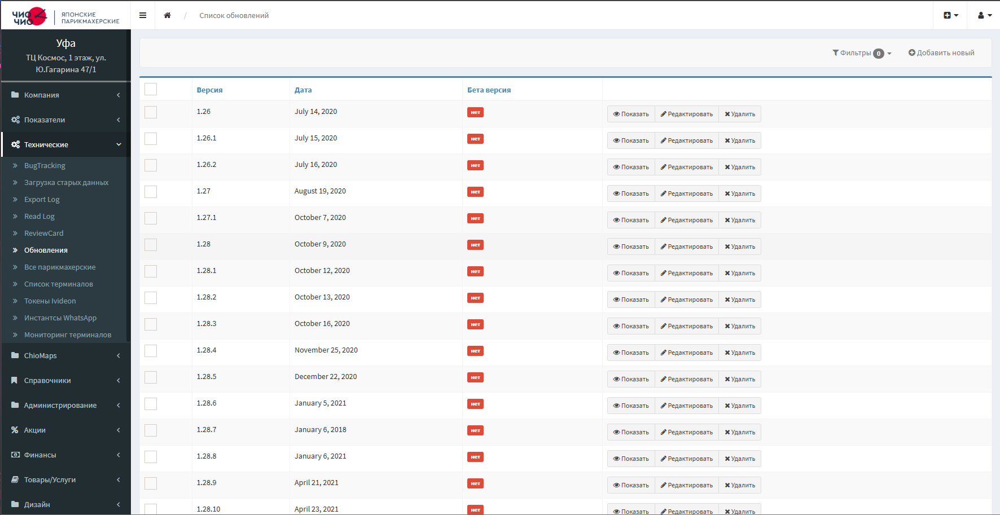 ЧИО ЧИО
ЯПОНСКИЕ
ПАРИКМАХЕРСКИЕ
/ Список обновлений
Уфа
ТЦ Космос, 1 этаж, ул.
Ю.Гагарина 47/1
Компания
Показатели
Технические
BugTracking
Загрузка старых данных
Export Log
Read Log
ReviewCard
Обновления
Все парикмахерские
Список терминалов
Токены Ivideon
Инстантсы WhatsApp
Мониторинг терминалов
ChioMaps
Справочники
Администрирование
Акции
Финансы
Товары/Услуги
Дизайн
Фильтры 0 Добавить новый
Версия Дата Бета версия
1.26 July 14, 2020 нет Показать Редактировать Удалить
1.26.1 July 15, 2020 нет Показать Редактировать Удалить
1.26.2 July 16, 2020 нет Показать Редактировать Удалить
1.27 August 19, 2020 нет Показать Редактировать Удалить
1.27.1 October 7, 2020 нет Показать Редактировать Удалить
1.28 October 9, 2020 нет Показать Редактировать Удалить
1.28.1 October 12, 2020 нет Показать Редактировать Удалить
1.28.2 October 13, 2020 нет Показать Редактировать Удалить
1.28.3 October 16, 2020 нет Показать Редактировать Удалить
1.28.4 November 25, 2020 нет Показать Редактировать Удалить
1.28.5 December 22, 2020 нет Показать Редактировать Удалить
1.28.6 January 5, 2021 нет Показать Редактировать Удалить
1.28.7 January 6, 2018 нет Показать Редактировать Удалить
1.28.8 January 6, 2021 нет Показать Редактировать Удалить
1.28.9 April 21, 2021 нет Показать Редактировать Удалить
1.28.10 April 23, 2021 нет Показать Редактировать Удалить